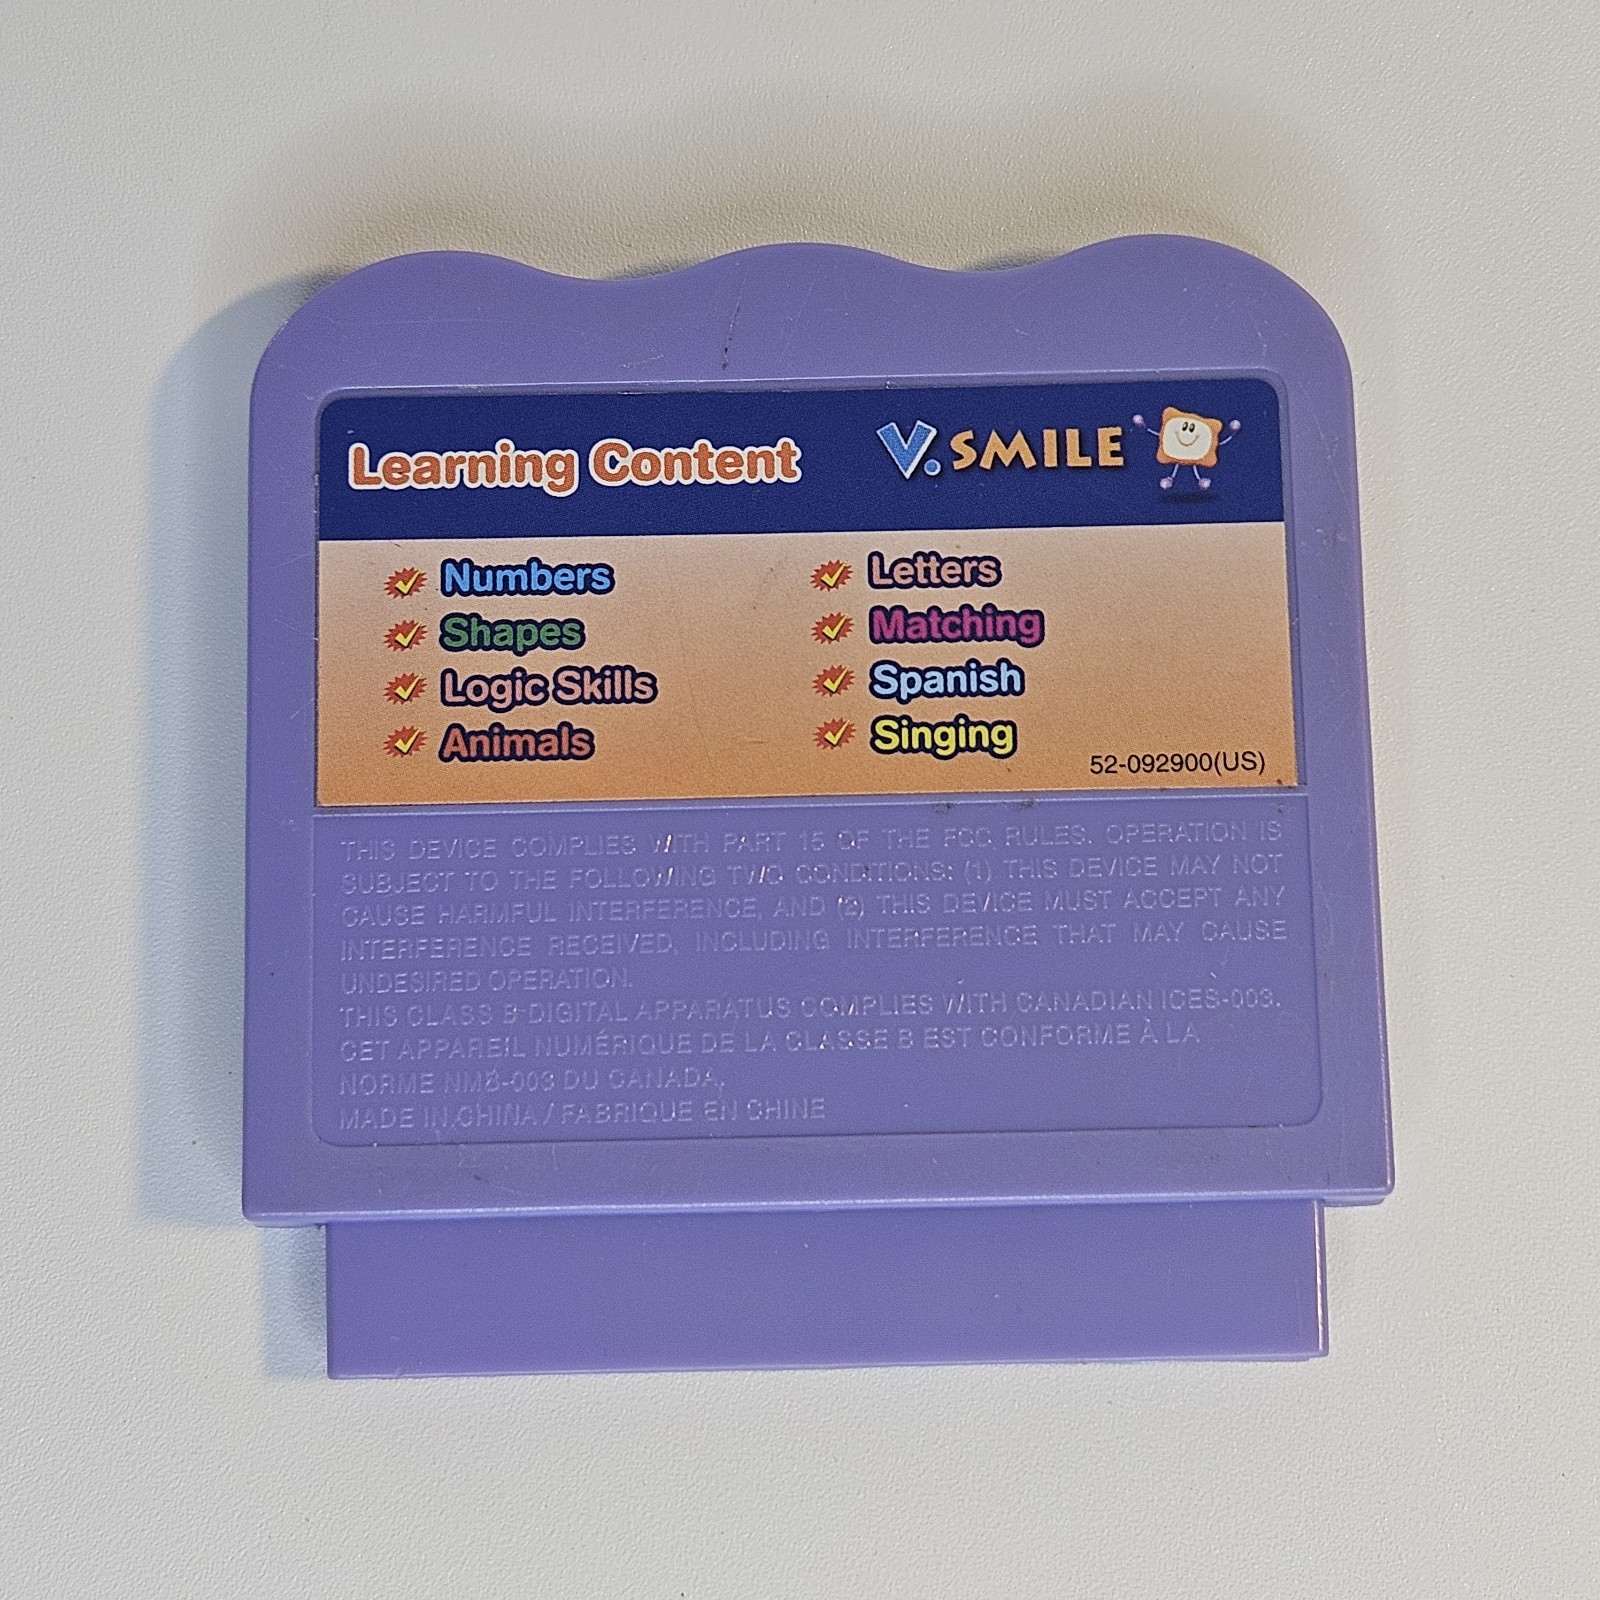 Learning Content V.SMILE
Numbers
Shapes
Logic Skills
Animals
Letters
Matching
Spanish
Singing
52-092900(US)
THIS DEVICE COMPLIES WITH PART 15 OF THE FCC RULES. OPERATION IS
SUBJECT TO THE FOLLOWING TWO CONDITIONS: (1) THIS DEVICE MAY NOT
CAUSE HARMFUL INTERFERENCE, AND (2) THIS DEVICE MUST ACCEPT ANY
INTERFERENCE RECEIVED, INCLUDING INTERFERENCE THAT MAY CAUSE
UNDESIRED OPERATION.
THIS CLASS B DIGITAL APPARATUS COMPLIES WITH CANADIAN ICES-003.
CET APPAREIL NUMÉRIQUE DE LA CLASSE B EST CONFORME À LA
NORME NMB-003 DU CANADA.
MADE IN CHINA / FABRIQUE EN CHINE